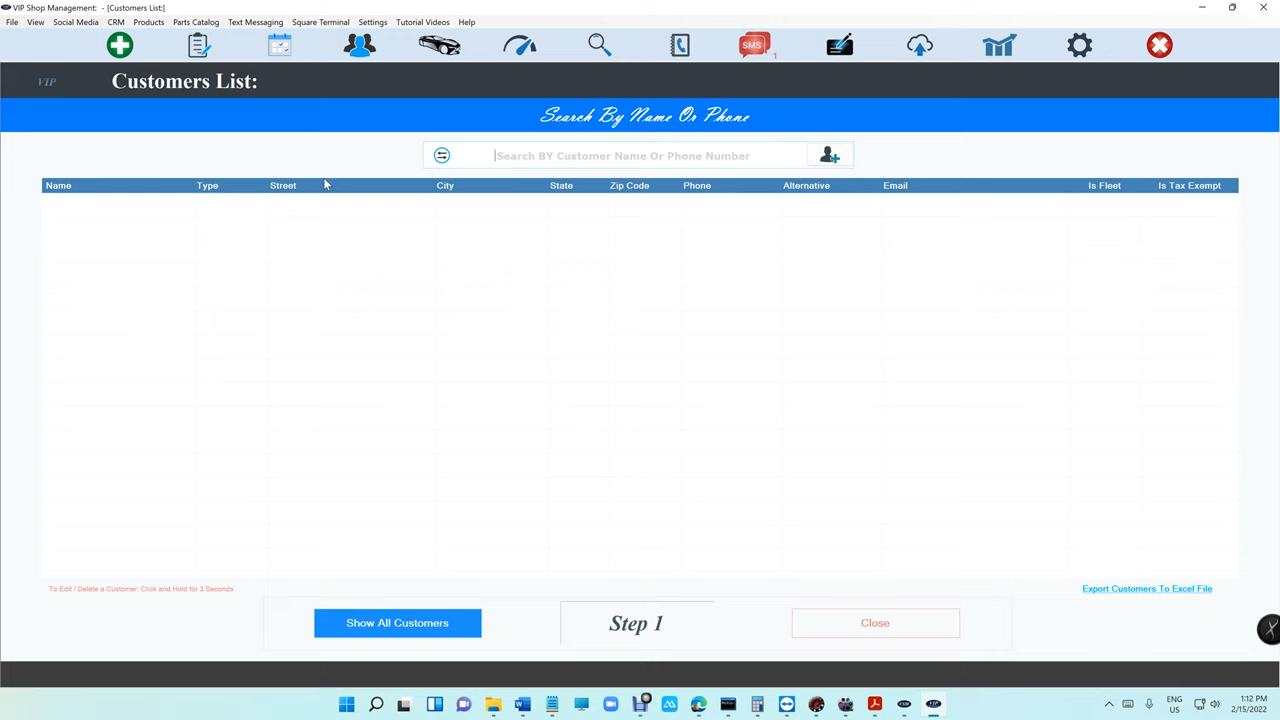 VIP Shop Management: - [Customers List:]
File View Social Media CRM Products Parts Catalog Text Messaging Square Terminal Settings Tutorial Videos Help
SMS 1
VIP Customers List:
Search By Name Or Phone
Search BY Customer Name Or Phone Number
Name Type Street City State Zip Code Phone Alternative Email Is Fleet Is Tax Exempt
To Edit / Delete a Customer: Click and Hold for 3 Seconds
Export Customers To Excel File
Show All Customers Step 1 Close
ENG 1:12 PM
US 2/15/2022